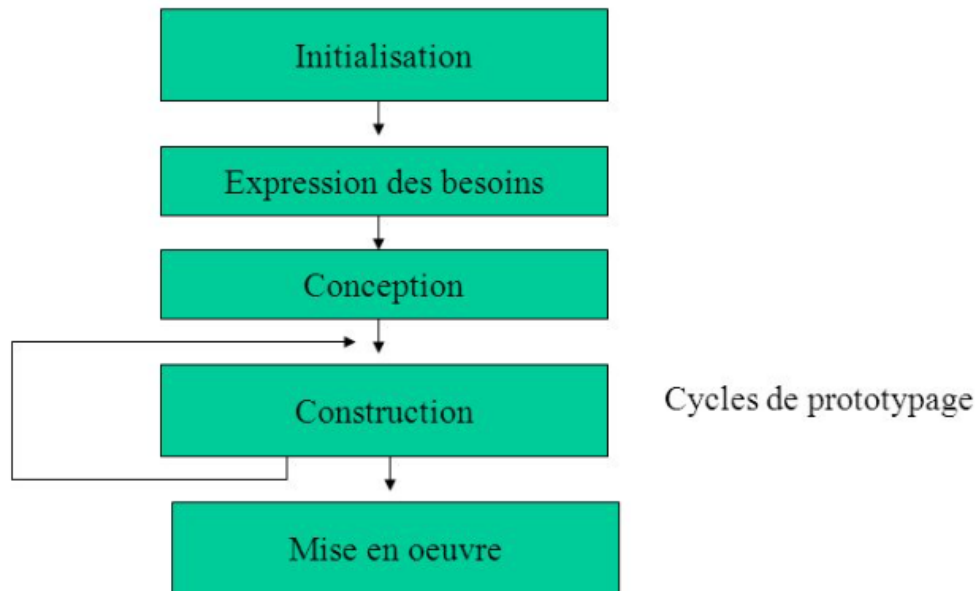 Initialisation
Expression des besoins
Conception
Construction
Cycles de prototypage
Mise en oeuvre